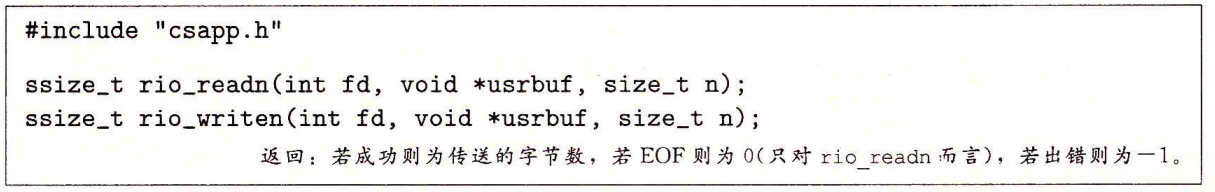 #include "csapp.h"
ssize_t rio_readn(int fd, void *usrbuf, size_t n);
ssize_t rio_writen(int fd, void *usrbuf, size_t n);
返回：若成功则为传送的字节数，若 EOF 则为 0(只对 rio_readn 而言)，若出错则为－1。